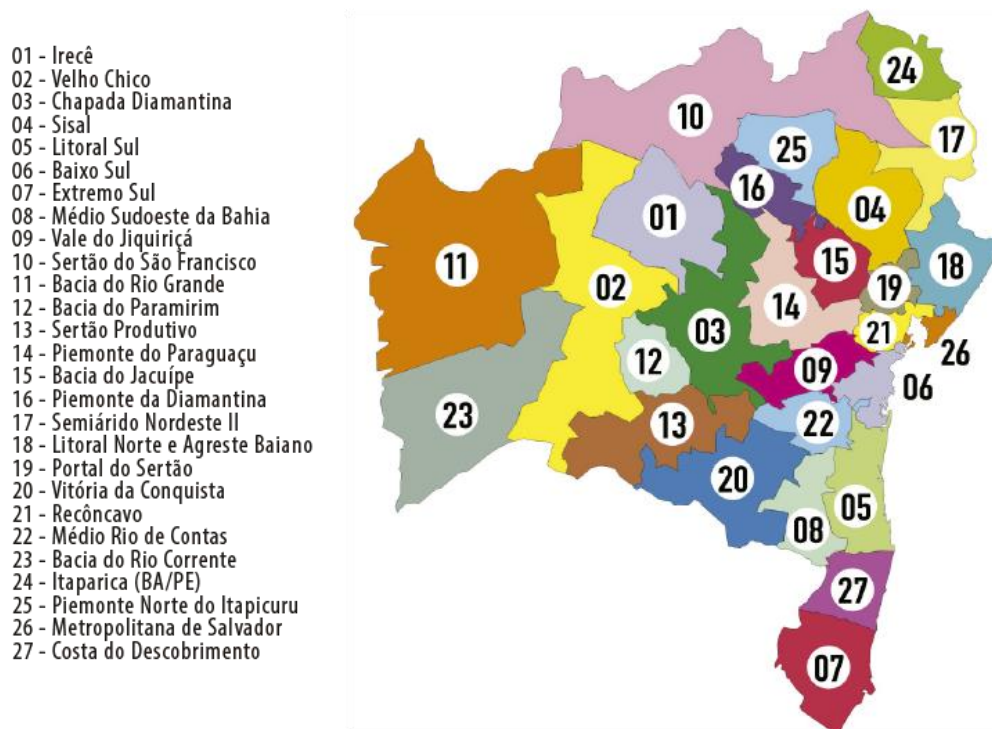 01 - Irecê
02 - Velho Chico
03 - Chapada Diamantina
04 - Sisal
05 - Litoral Sul
06 - Baixo Sul
07 - Extremo Sul
08 - Médio Sudoeste da Bahia
09 - Vale do Jiquiriçá
10 - Sertão do São Francisco
11 - Bacia do Rio Grande
12 - Bacia do Paramirim
13 - Sertão Produtivo
14 - Piemonte do Paraguaçu
15 - Bacia do Jacuípe
16 - Piemonte da Diamantina
17 - Semiárido Nordeste II
18 - Litoral Norte e Agreste Baiano
19 - Portal do Sertão
20 - Vitória da Conquista
21 - Recôncavo
22 - Médio Rio de Contas
23 - Bacia do Rio Corrente
24 - Itaparica (BA/PE)
25 - Piemonte Norte do Itapicuru
26 - Metropolitana de Salvador
27 - Costa do Descobrimento
24
10
17
25
16
01
04
15
11
18
02
19
14
03
21
26
12
09
06
23
13
22
20
05
08
27
07